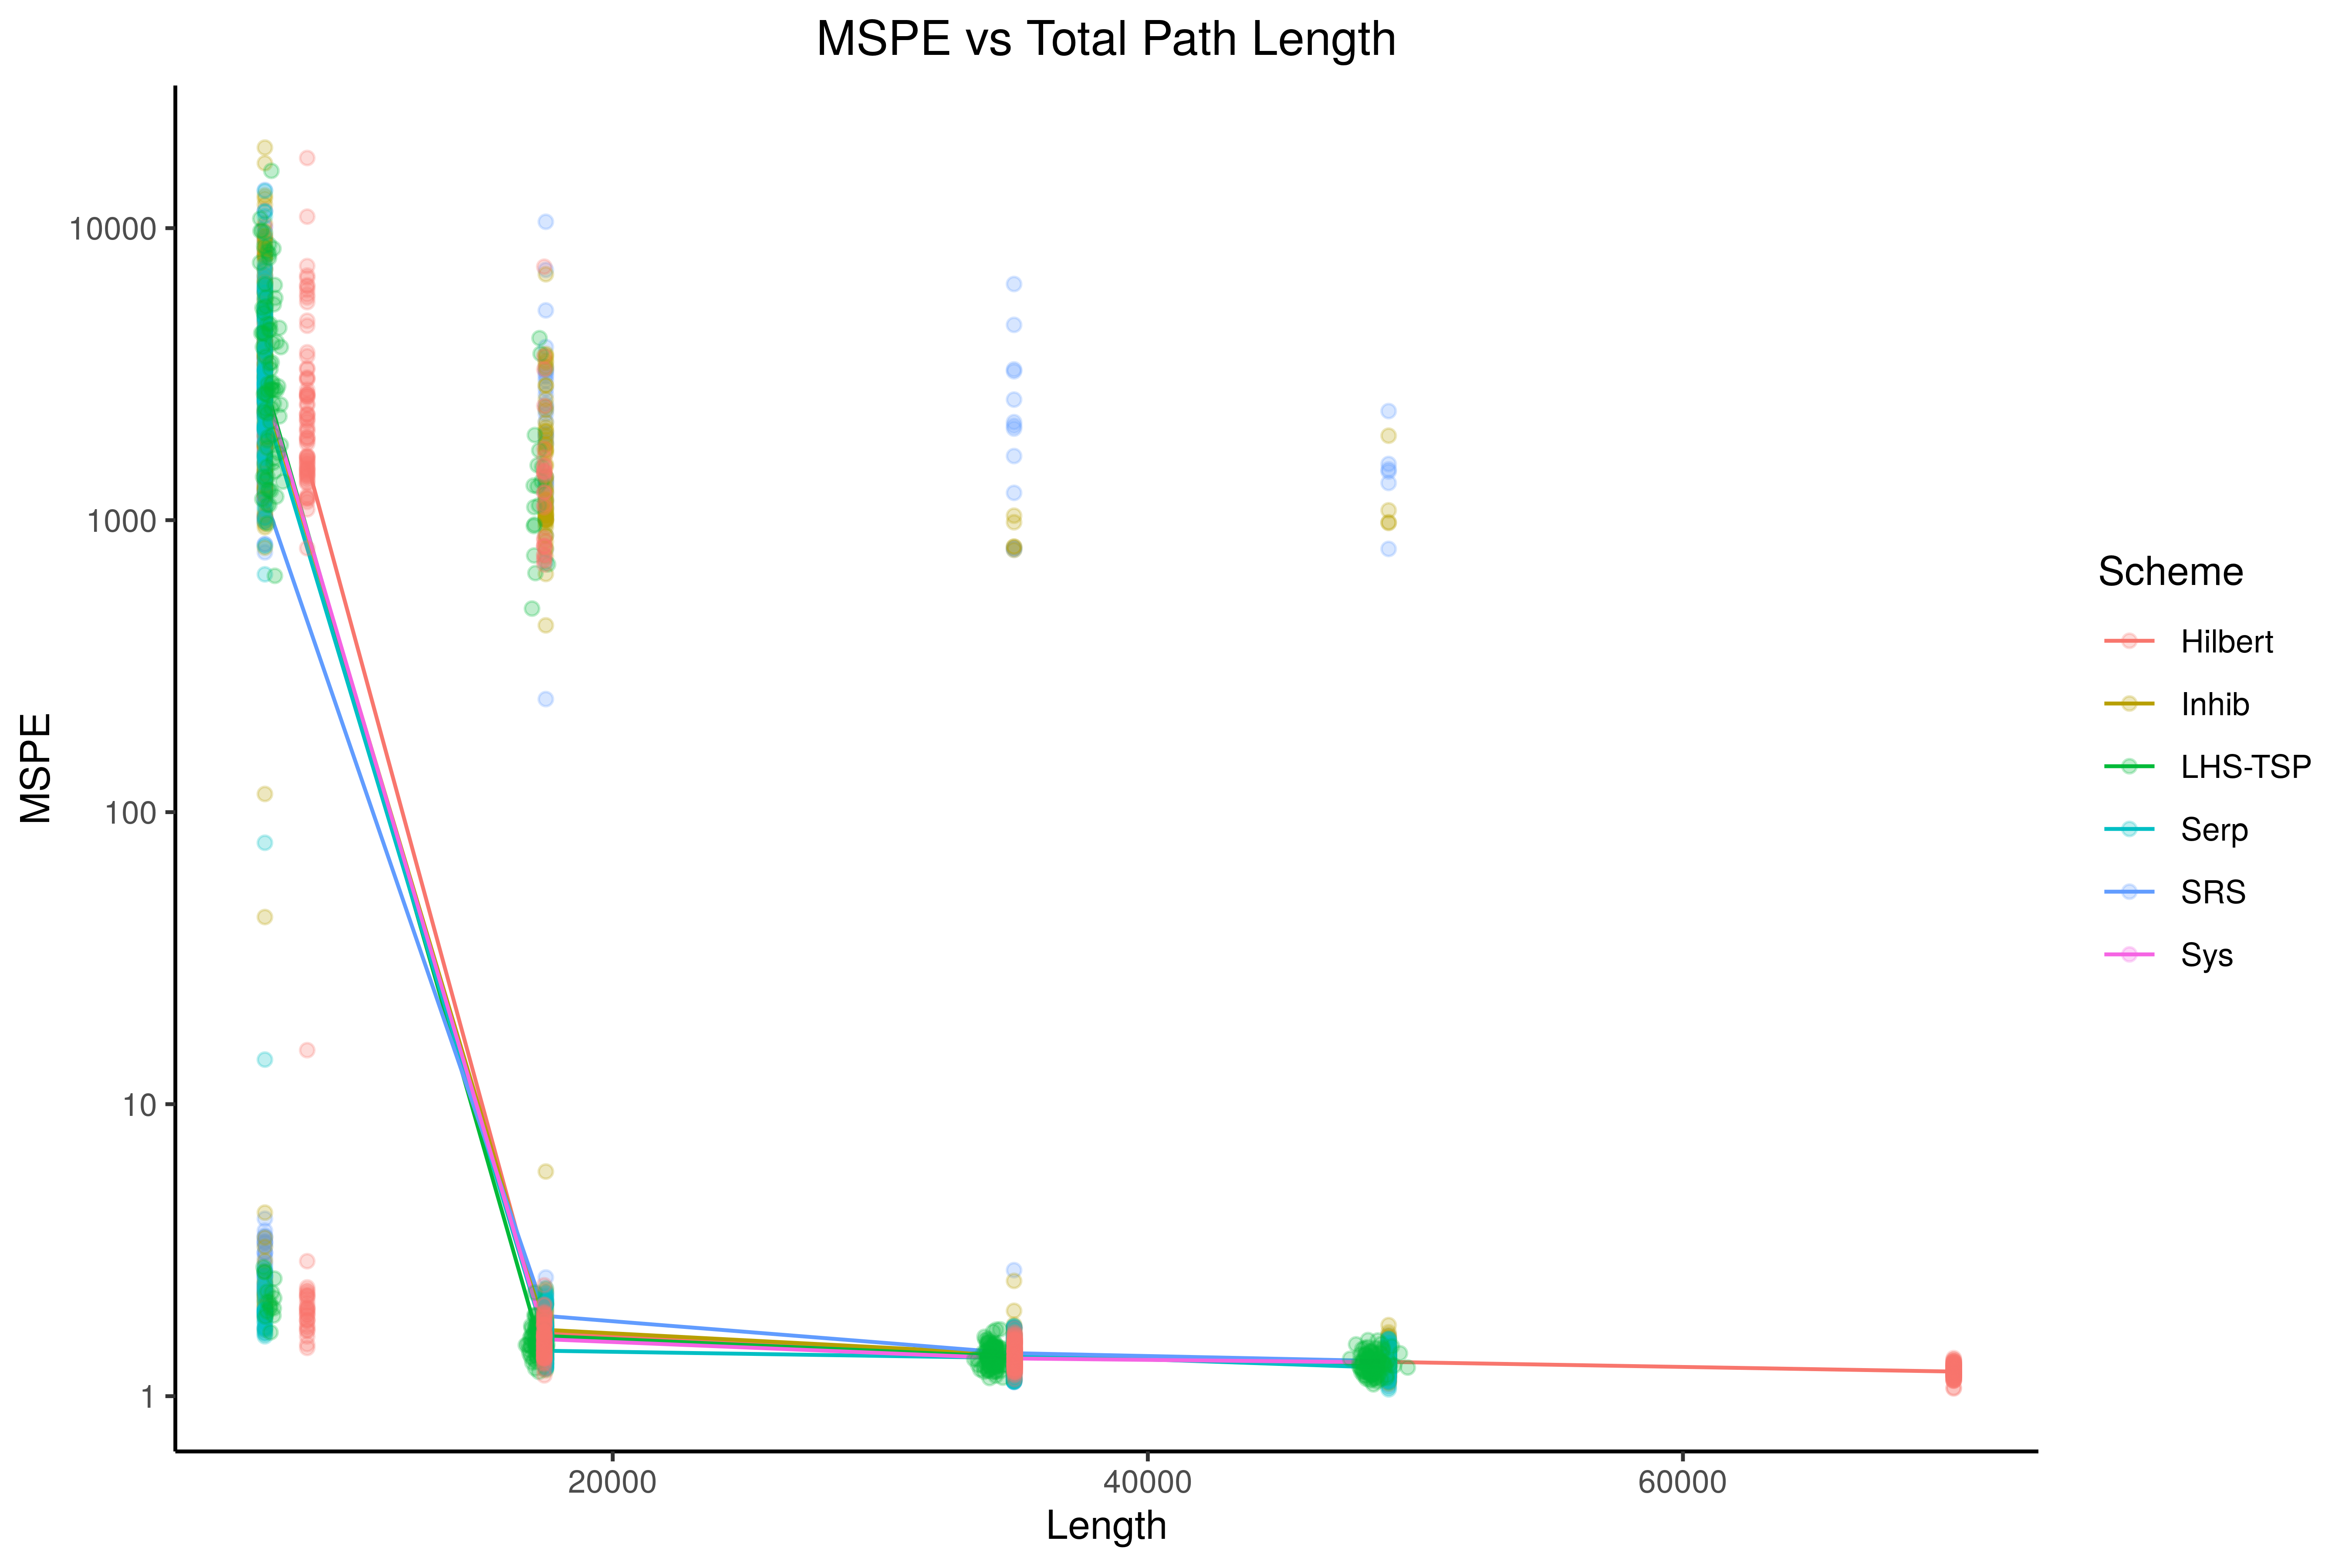 MSPE vs Total Path Length
MSPE
10000
1000
100
10
1
20000 40000 60000
Length
Scheme
Hilbert
Inhib
LHS-TSP
Serp
SRS
Sys